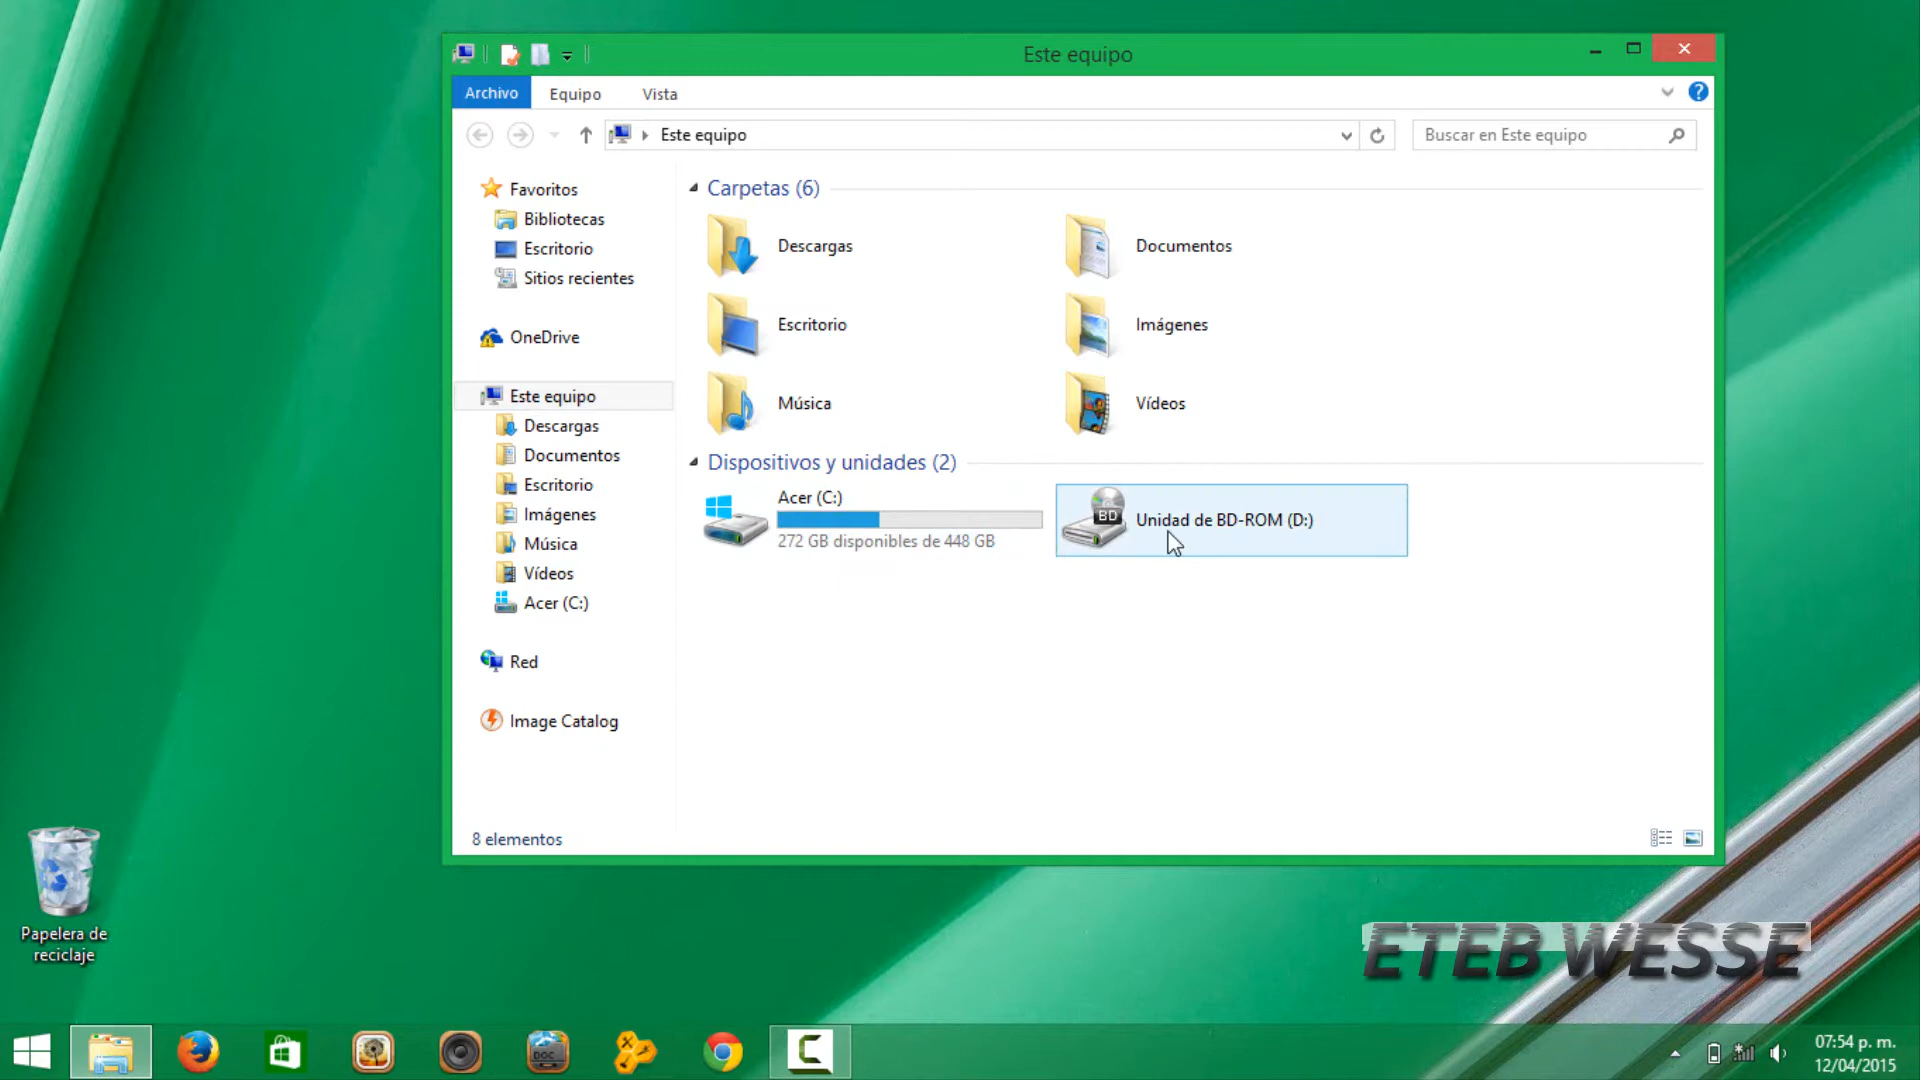 Este equipo
Archivo
Equipo
Vista
Este equipo
Buscar en Este equipo
Favoritos
Bibliotecas
Escritorio
Sitios recientes
OneDrive
Este equipo
Descargas
Documentos
Escritorio
Imágenes
Música
Vídeos
Acer (C:)
Red
Image Catalog
Carpetas (6)
Descargas
Documentos
Escritorio
Imágenes
Música
Vídeos
Dispositivos y unidades (2)
Acer (C:)
272 GB disponibles de 448 GB
BD
Unidad de BD-ROM (D:)
8 elementos
Papelera de
reciclaje
ETEB WESSE
DOC
07:54 p. m.
12/04/2015